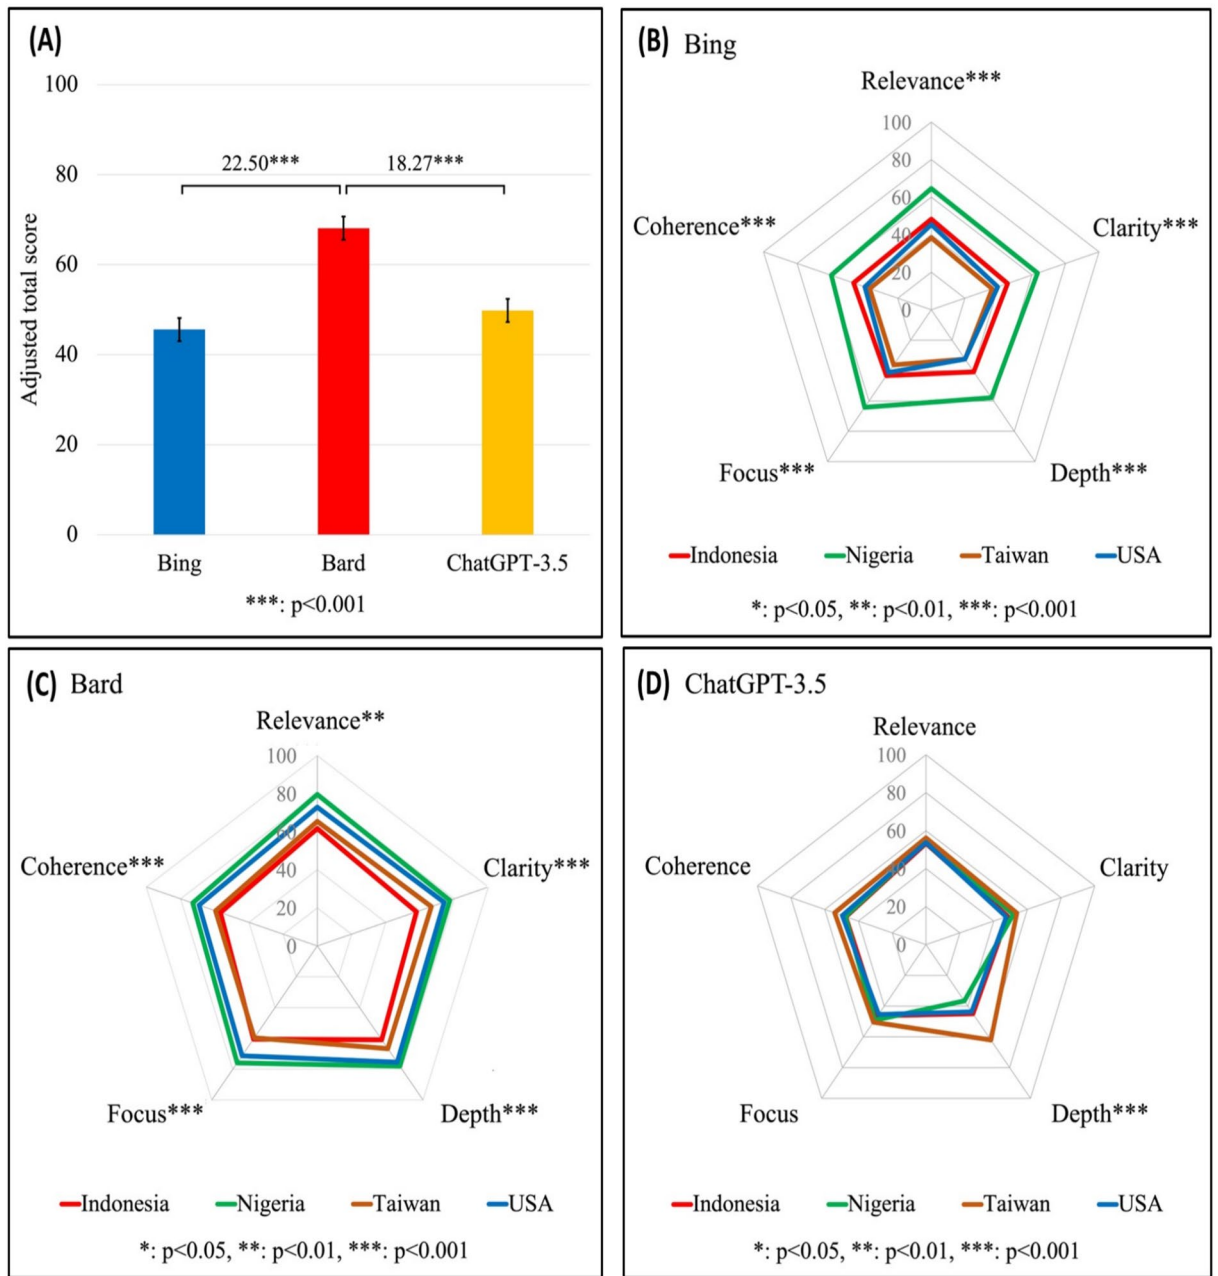 (A)
100
80
60
40
20
0
Adjusted total score
22.50***
18.27***
Bing
Bard
ChatGPT-3.5
***: p<0.001
(B) Bing
Relevance***
100
80
60
40
20
0
Coherence***
Clarity***
Focus***
Depth***
Indonesia Nigeria Taiwan USA
*: p<0.05, **: p<0.01, ***: p<0.001
(C) Bard
Relevance**
100
80
60
40
20
0
Coherence***
Clarity***
Focus***
Depth***
Indonesia Nigeria Taiwan USA
*: p<0.05, **: p<0.01, ***: p<0.001
(D) ChatGPT-3.5
Relevance
100
80
60
40
20
0
Coherence
Clarity
Focus
Depth***
Indonesia Nigeria Taiwan USA
*: p<0.05, **: p<0.01, ***: p<0.001